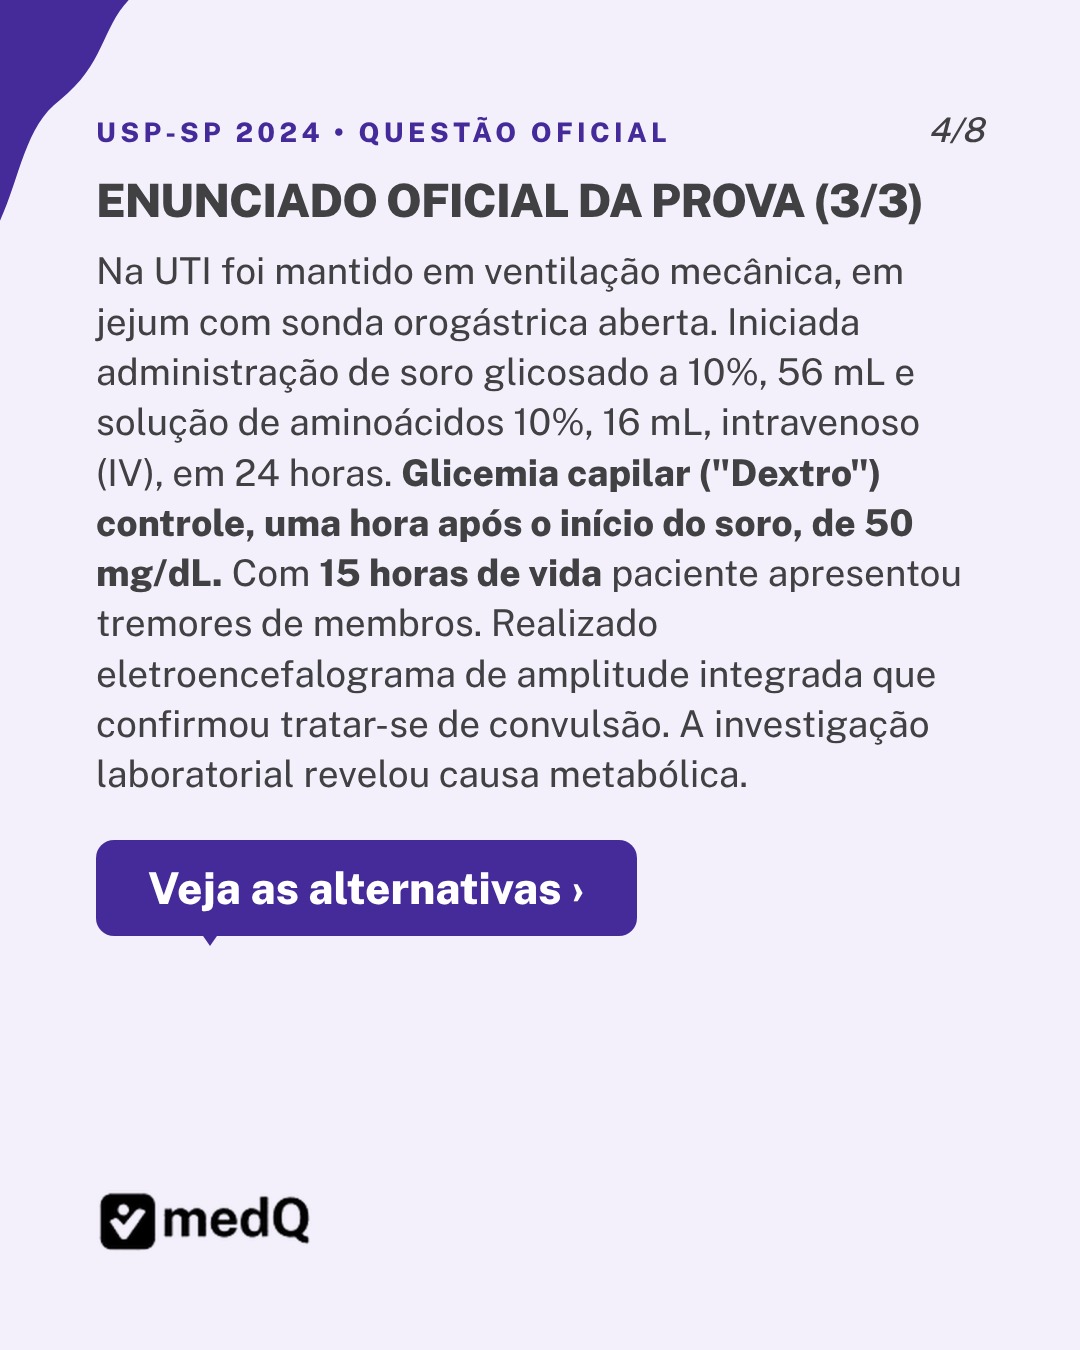 USP-SP 2024 • QUESTÃO OFICIAL
4/8
ENUNCIADO OFICIAL DA PROVA (3/3)
Na UTI foi mantido em ventilação mecânica, em
jejum com sonda orogástrica aberta. Iniciada
administração de soro glicosado a 10%, 56 mL e
solução de aminoácidos 10%, 16 mL, intravenoso
(IV), em 24 horas. Glicemia capilar ("Dextro")
controle, uma hora após o início do soro, de 50
mg/dL. Com 15 horas de vida paciente apresentou
tremores de membros. Realizado
eletroencefalograma de amplitude integrada que
confirmou tratar-se de convulsão. A investigação
laboratorial revelou causa metabólica.
Veja as alternativas ›
medQ